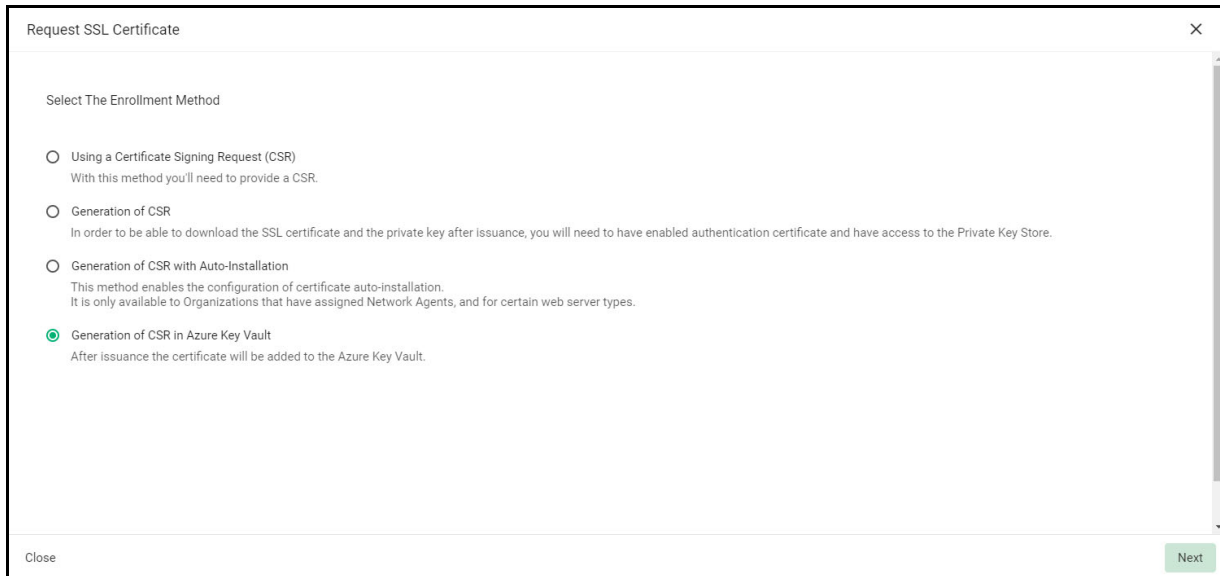 Request SSL Certificate
Select The Enrollment Method
Using a Certificate Signing Request (CSR)
With this method you'll need to provide a CSR.
Generation of CSR
In order to be able to download the SSL certificate and the private key after issuance, you will need to have enabled authentication certificate and have access to the Private Key Store.
Generation of CSR with Auto-Installation
This method enables the configuration of certificate auto-installation.
It is only available to Organizations that have assigned Network Agents, and for certain web server types.
Generation of CSR in Azure Key Vault
After issuance the certificate will be added to the Azure Key Vault.
Close
Next